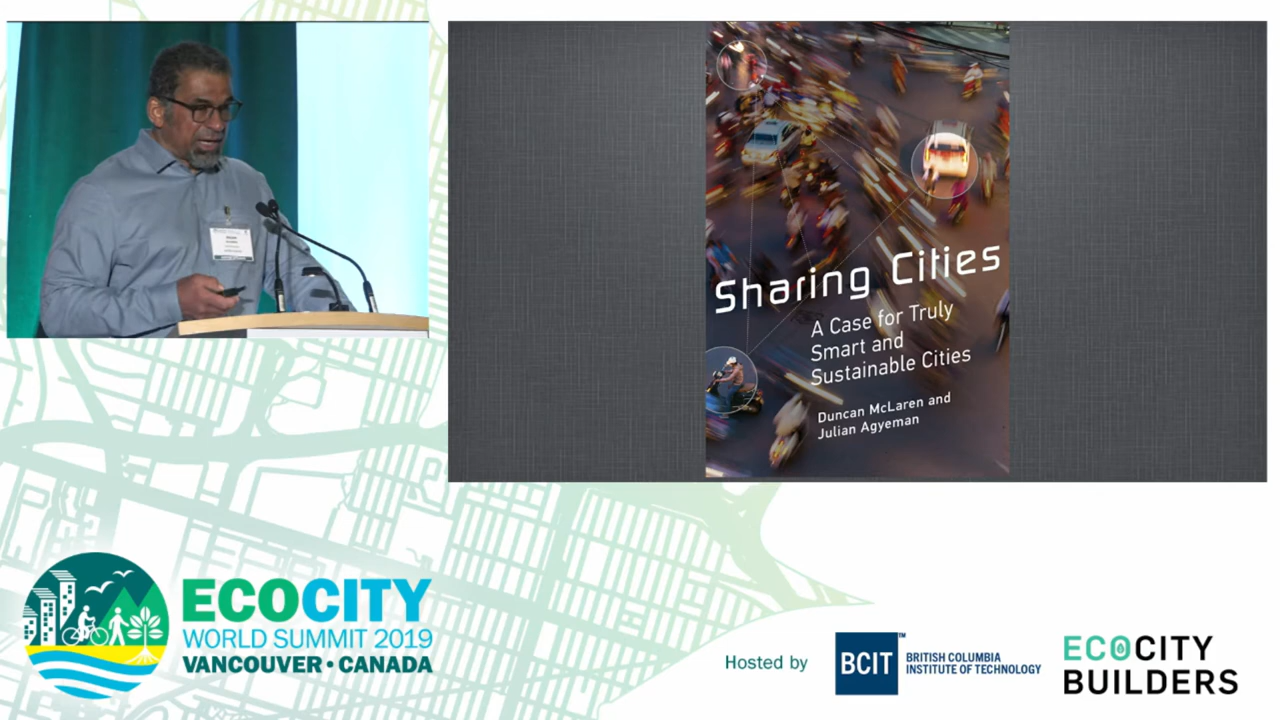 Sharing Cities
A Case for Truly
Smart and
Sustainable Cities
Duncan McLaren and
Julian Agyeman
ECOCITY
WORLD SUMMIT 2019
VANCOUVER • CANADA
Hosted by
BCIT
TM
BRITISH COLUMBIA
INSTITUTE OF TECHNOLOGY
ECOCITY
BUILDERS